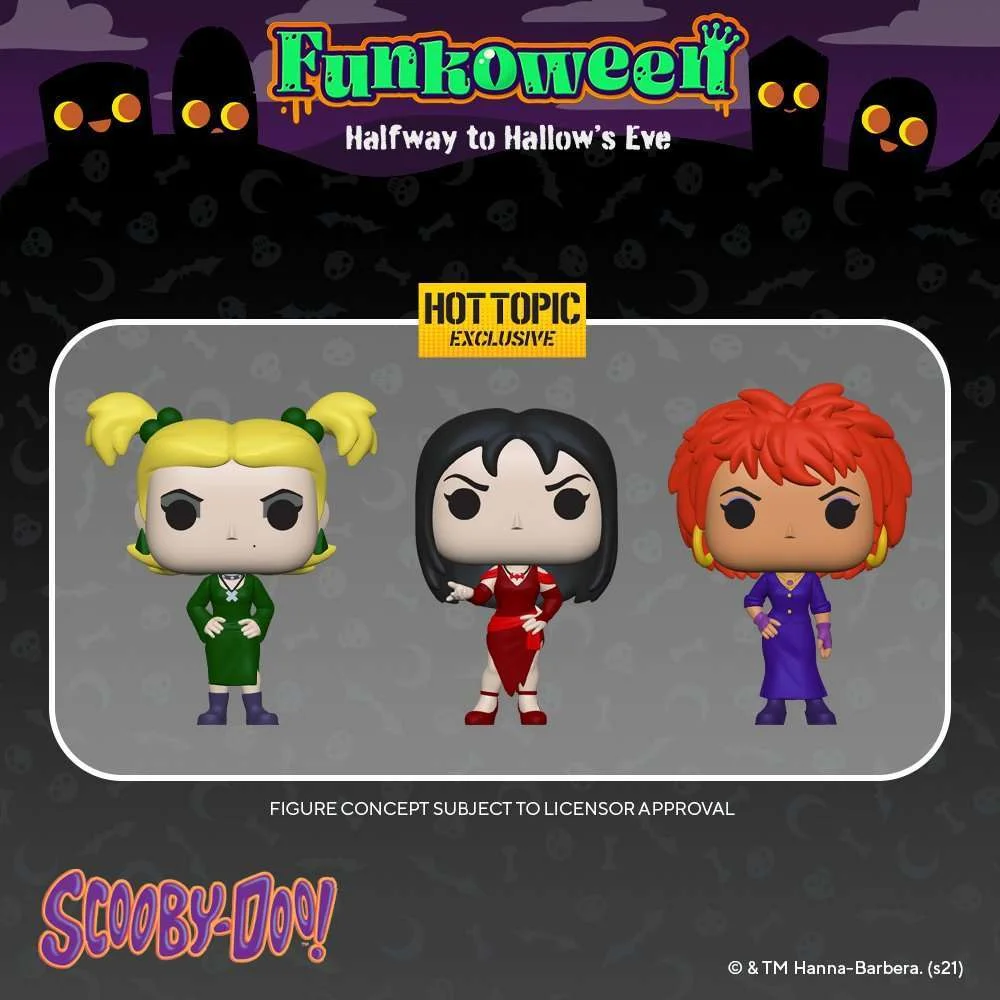 Funkoween
Halfway to Hallow's Eve
HOT TOPIC
EXCLUSIVE
FIGURE CONCEPT SUBJECT TO LICENSOR APPROVAL
SCOOBY-DOO!
TM
© & TM Hanna-Barbera. (s21)